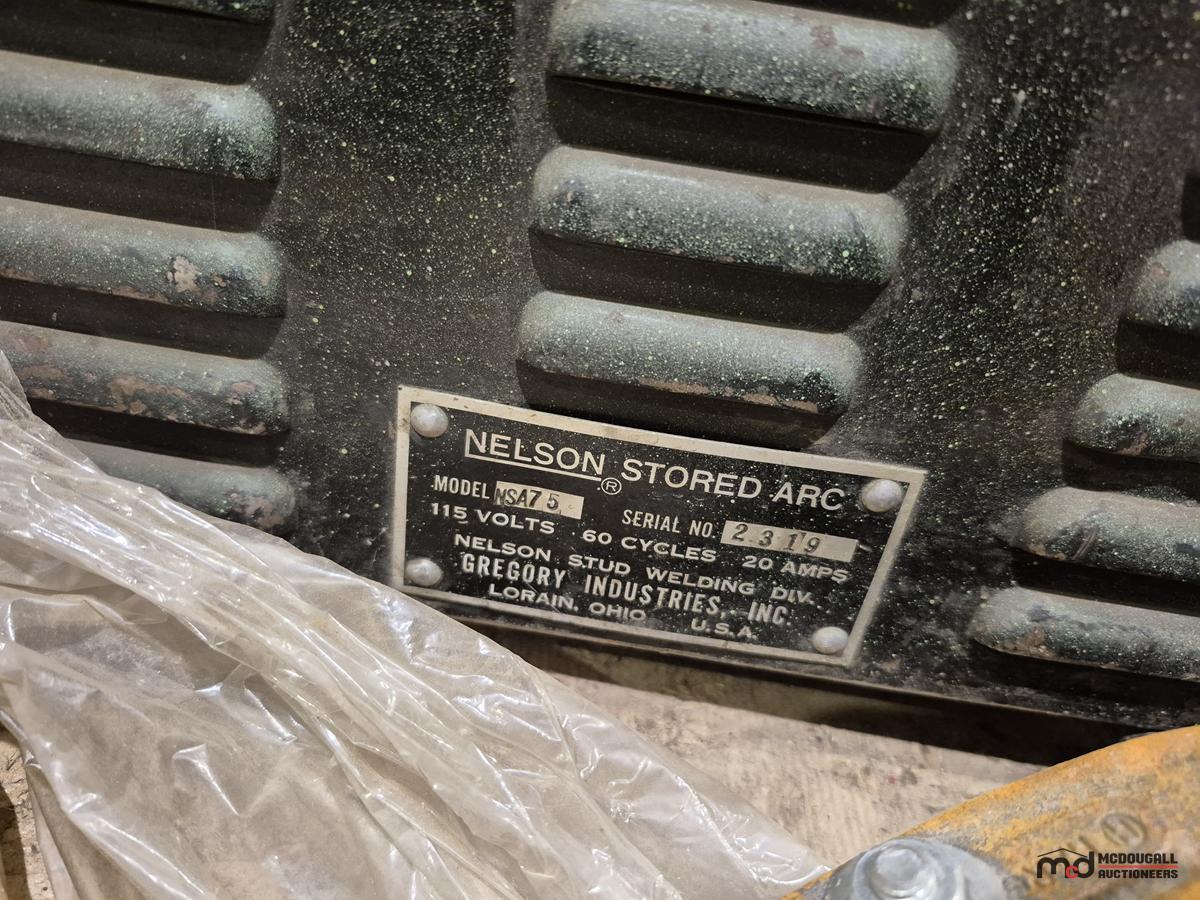 NELSON® STORED ARC
MODEL NSA75 SERIAL NO. 2319
115 VOLTS 60 CYCLES 20 AMPS
NELSON STUD WELDING DIV.
GREGORY INDUSTRIES, INC.
LORAIN, OHIO U.S.A.
mcd MCDOUGALL
AUCTIONEERS